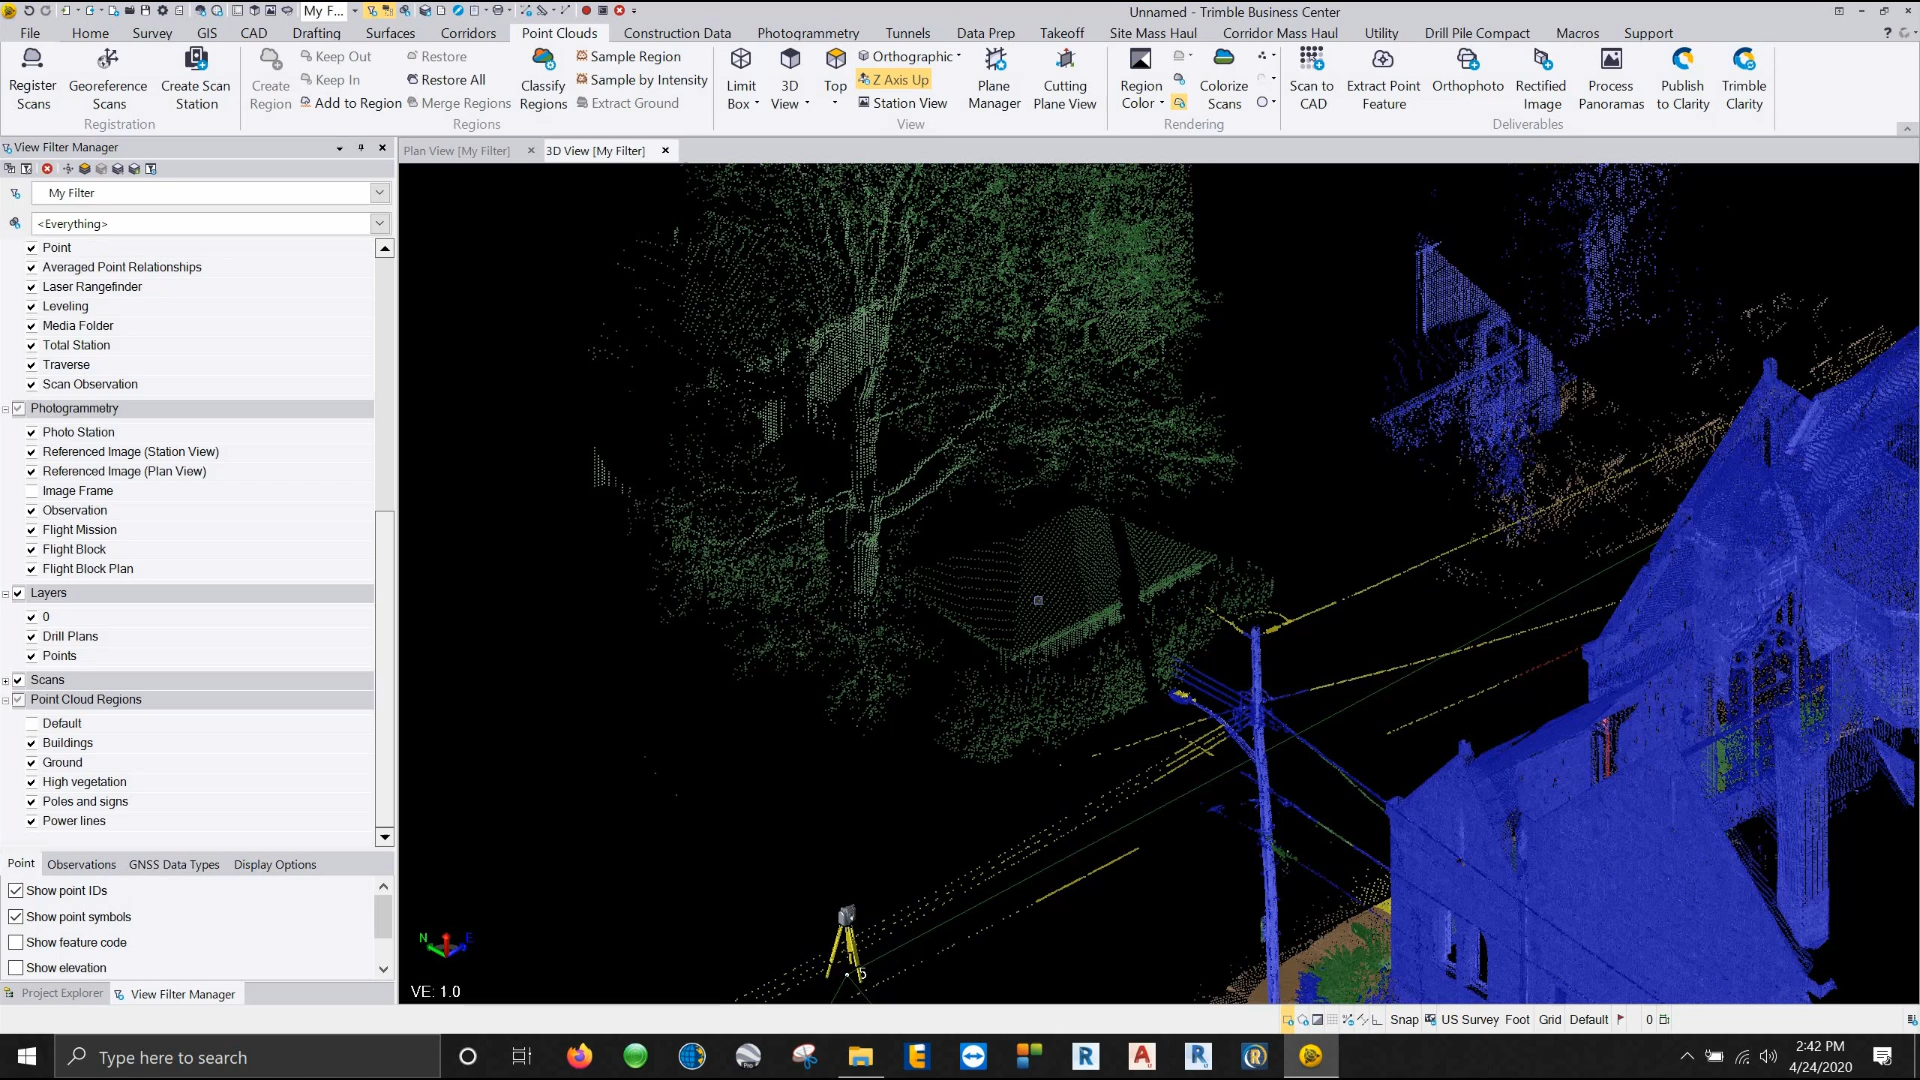 My F...
Unnamed - Trimble Business Center
File Home Survey GIS CAD Drafting Surfaces Corridors Point Clouds Construction Data Photogrammetry Tunnels Data Prep Takeoff Site Mass Haul Corridor Mass Haul Utility Drill Pile Compact Macros Support
Register Scans
Georeference Scans
Create Scan Station
Registration
Create Region
Keep Out
Keep In
Add to Region
Restore
Restore All
Merge Regions
Classify Regions
Sample Region
Sample by Intensity
Extract Ground
Regions
Limit Box
3D View
Top
Orthographic
Z Axis Up
Station View
Plane Manager
Cutting Plane View
View
Region Color
Colorize Scans
Rendering
Scan to CAD
Extract Point Feature
Orthophoto
Rectified Image
Process Panoramas
Publish to Clarity
Trimble Clarity
Deliverables
View Filter Manager
Plan View [My Filter]
3D View [My Filter]
My Filter
<Everything>
Point
Averaged Point Relationships
Laser Rangefinder
Leveling
Media Folder
Total Station
Traverse
Scan Observation
Photogrammetry
Photo Station
Referenced Image (Station View)
Referenced Image (Plan View)
Image Frame
Observation
Flight Mission
Flight Block
Flight Block Plan
Layers
0
Drill Plans
Points
Scans
Point Cloud Regions
Default
Buildings
Ground
High vegetation
Poles and signs
Power lines
Point Observations GNSS Data Types Display Options
Show point IDs
Show point symbols
Show feature code
Show elevation
Project Explorer View Filter Manager
N E
5
VE: 1.0
Snap US Survey Foot Grid Default 0
Type here to search
2:42 PM
4/24/2020